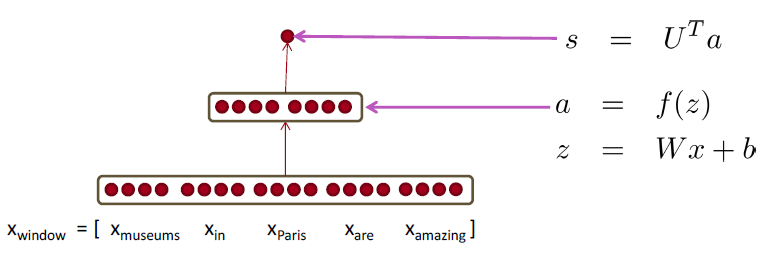 s = U^T a
a = f(z)
z = Wx + b
x_window = [ x_museums x_in x_Paris x_are x_amazing ]